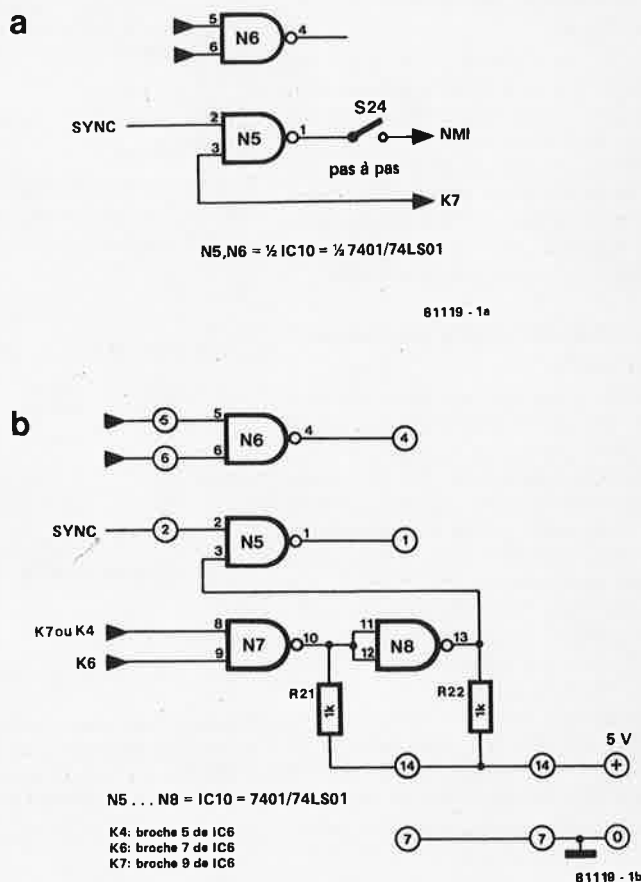 a
5
6
N6
4
SYNC
2
3
N5
1
S24
NMI
pas à pas
K7
N5,N6 = ½ IC10 = ½ 7401/74LS01
81119 - 1a
b
5
5
6
6
N6
4
4
SYNC
2
2
3
N5
1
1
K7ou K4
8
K6
9
N7
10
11
12
N8
13
R21
1k
R22
1k
5 V
14
14
+
N5 . . . N8 = IC10 = 7401/74LS01
K4: broche 5 de IC6
K6: broche 7 de IC6
K7: broche 9 de IC6
7
7
0
81119 - 1b